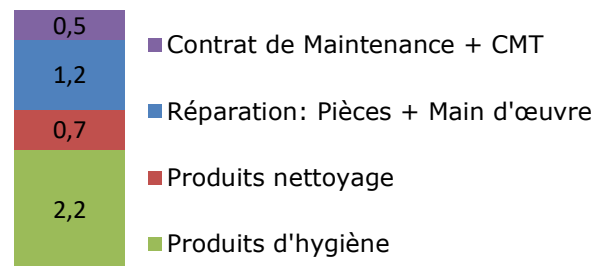 0,5
Contrat de Maintenance + CMT
1,2
Réparation: Pièces + Main d'œuvre
0,7
Produits nettoyage
2,2
Produits d'hygiène